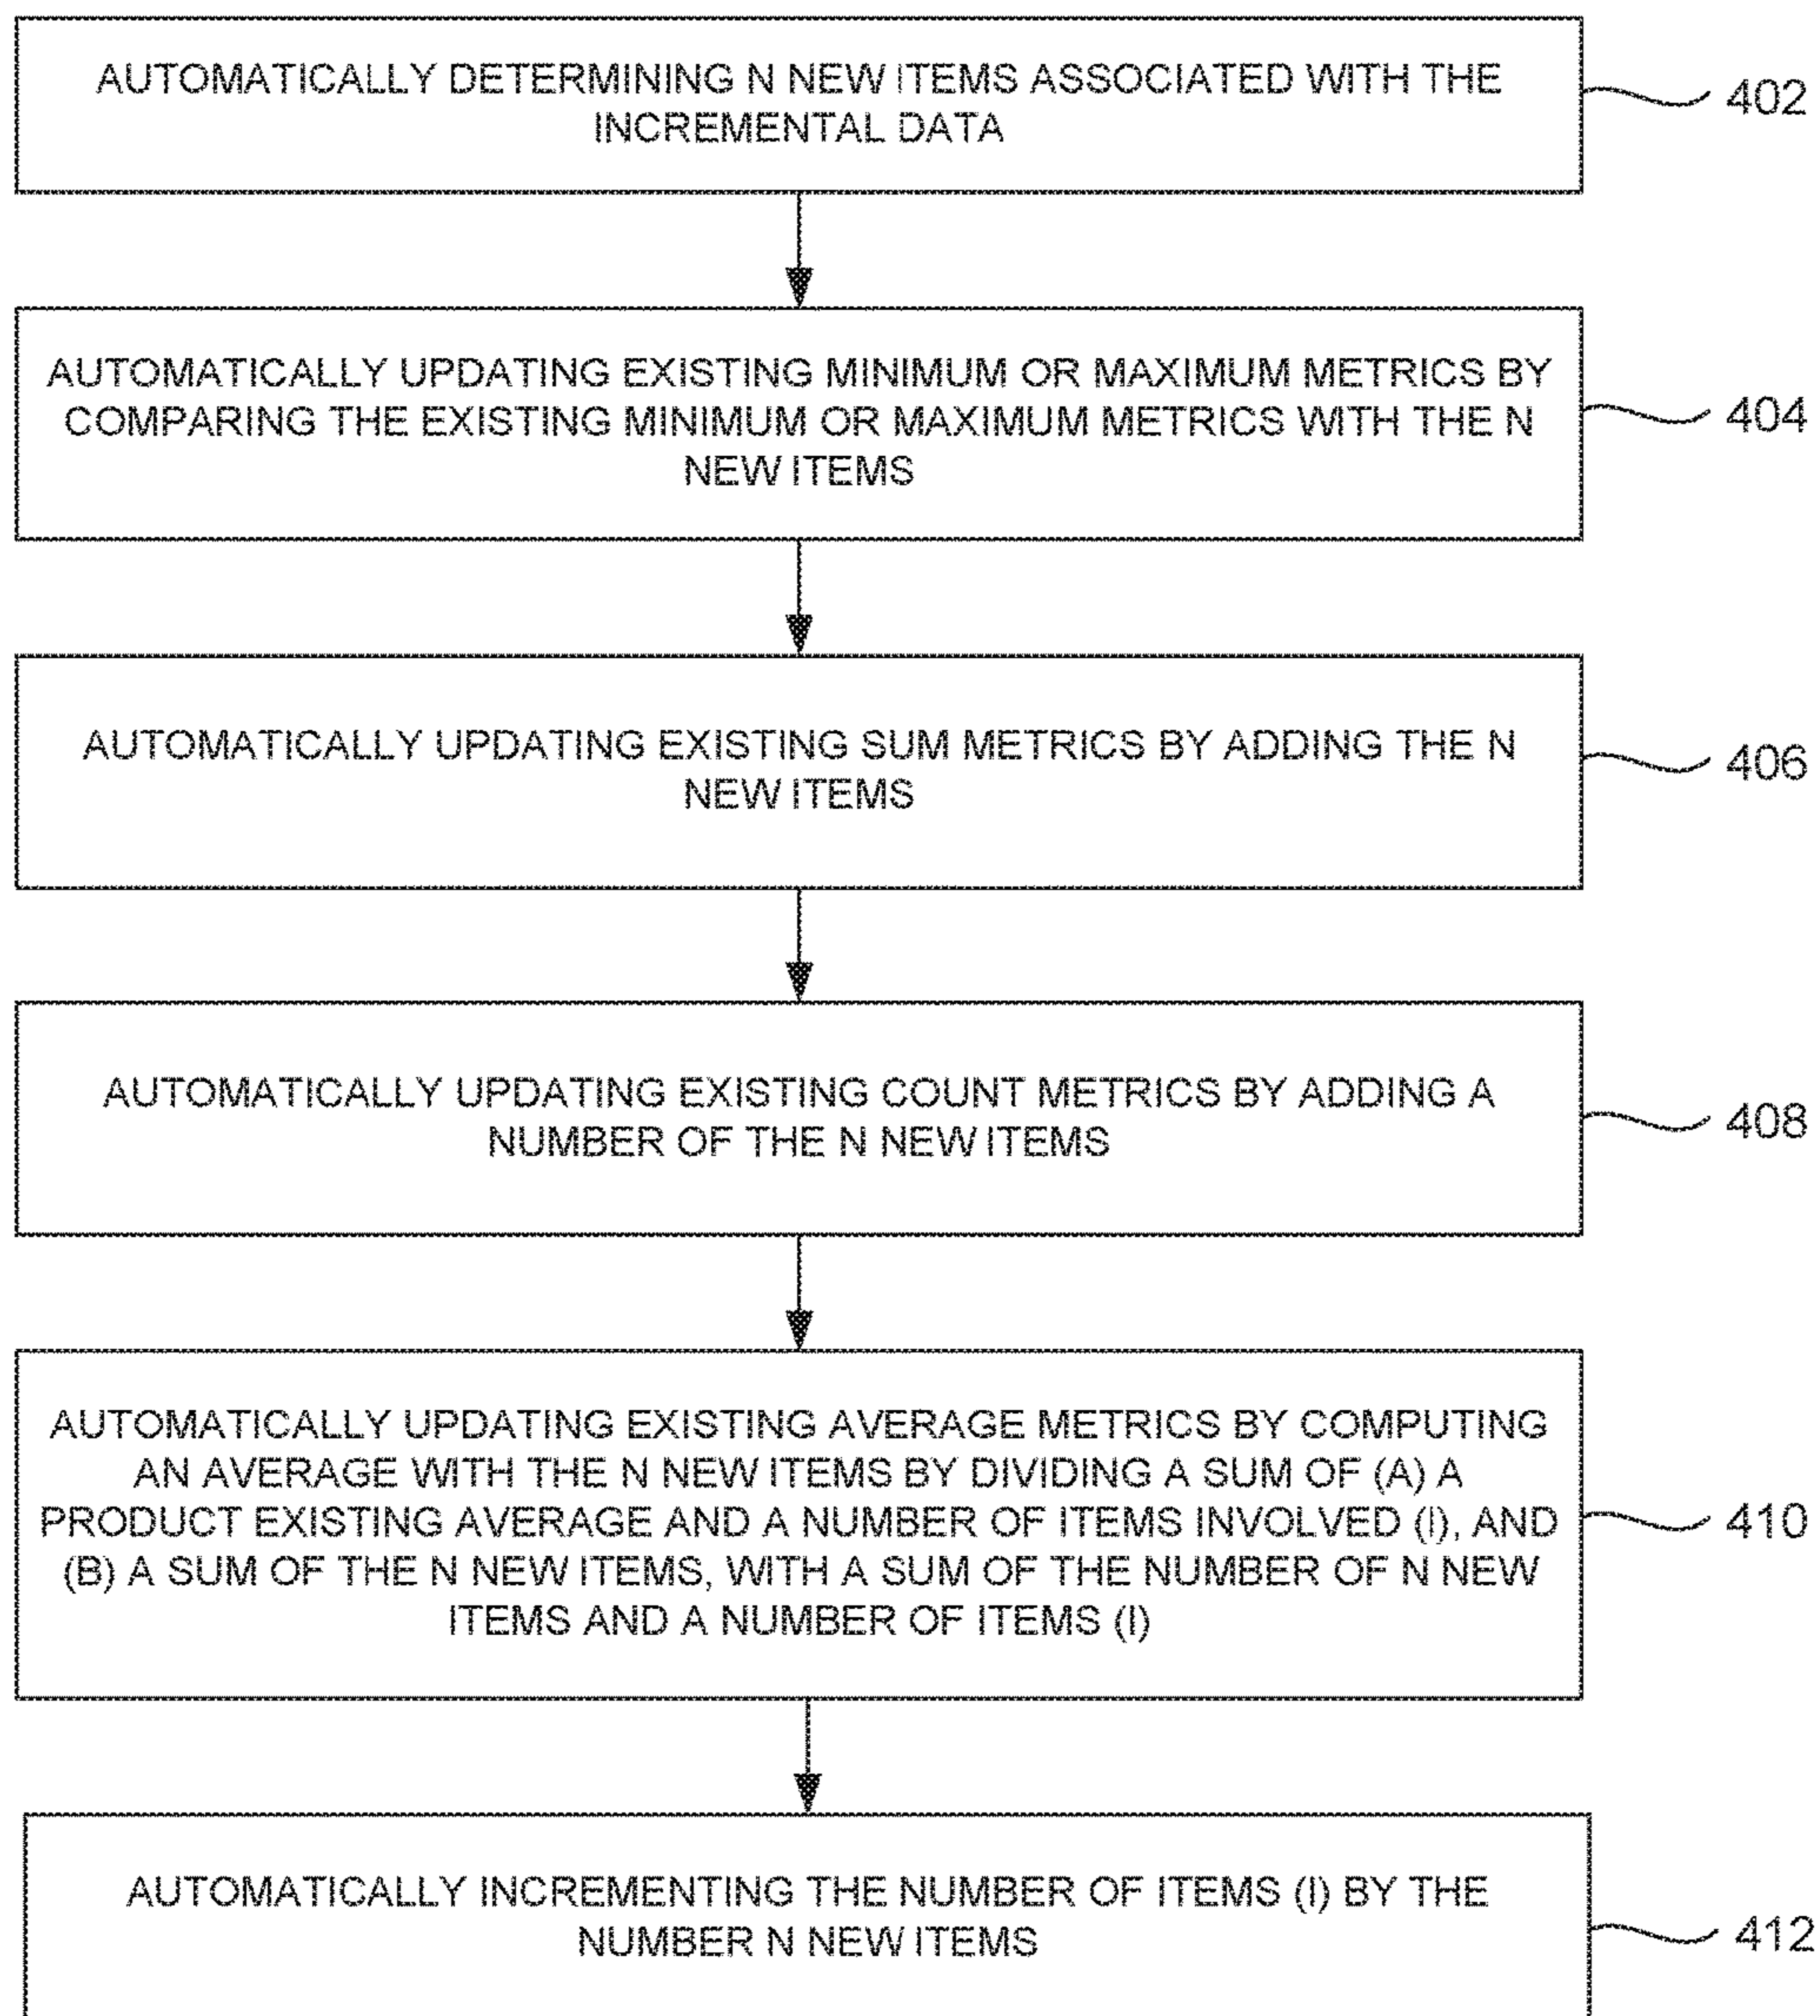 AUTOMATICALLY DETERMINING N NEW ITEMS ASSOCIATED WITH THE
INCREMENTAL DATA
402
AUTOMATICALLY UPDATING EXISTING MINIMUM OR MAXIMUM METRICS BY
COMPARING THE EXISTING MINIMUM OR MAXIMUM METRICS WITH THE N
NEW ITEMS
404
AUTOMATICALLY UPDATING EXISTING SUM METRICS BY ADDING THE N
NEW ITEMS
406
AUTOMATICALLY UPDATING EXISTING COUNT METRICS BY ADDING A
NUMBER OF THE N NEW ITEMS
408
AUTOMATICALLY UPDATING EXISTING AVERAGE METRICS BY COMPUTING
AN AVERAGE WITH THE N NEW ITEMS BY DIVIDING A SUM OF (A) A
PRODUCT EXISTING AVERAGE AND A NUMBER OF ITEMS INVOLVED (I), AND
(B) A SUM OF THE N NEW ITEMS, WITH A SUM OF THE NUMBER OF N NEW
ITEMS AND A NUMBER OF ITEMS (I)
410
AUTOMATICALLY INCREMENTING THE NUMBER OF ITEMS (I) BY THE
NUMBER N NEW ITEMS
412